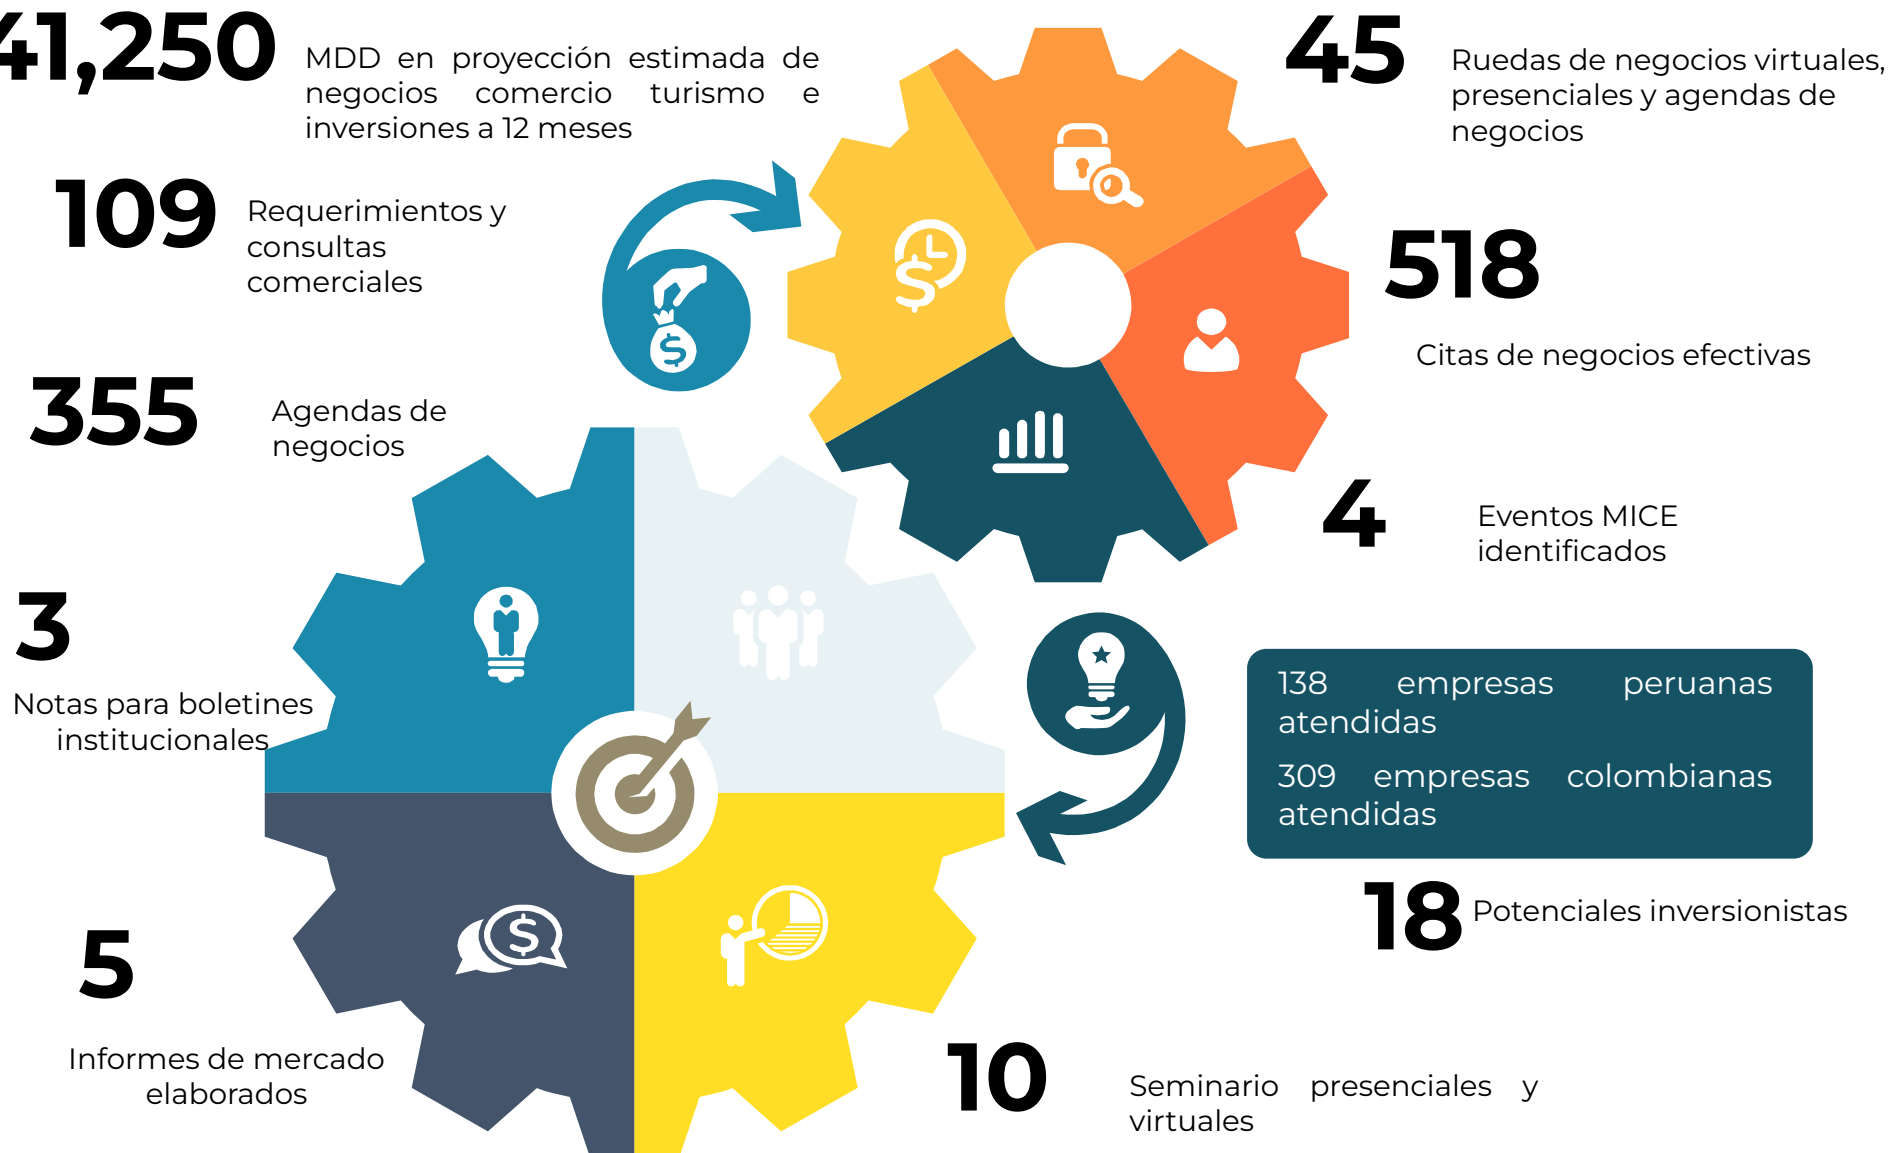 41,250
MDD en proyección estimada de
negocios comercio turismo e
inversiones a 12 meses
109
Requerimientos y
consultas
comerciales
355
Agendas de
negocios
3
Notas para boletines
institucionales
5
Informes de mercado
elaborados
45
Ruedas de negocios virtuales,
presenciales y agendas de
negocios
518
Citas de negocios efectivas
4
Eventos MICE
identificados
138 empresas peruanas
atendidas
309 empresas colombianas
atendidas
18
Potenciales inversionistas
10
Seminario presenciales y
virtuales